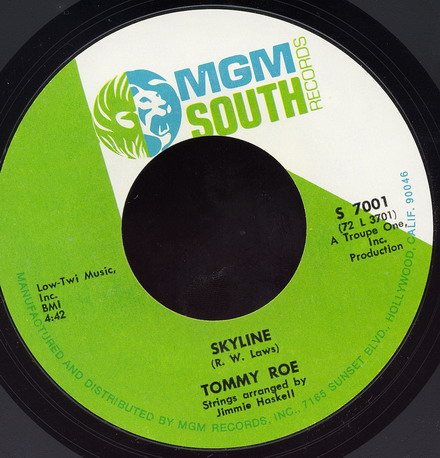 MGM
SOUTH
RECORDS
S 7001
(72 L 3701)
A Troupe One,
Inc.
Production
Low-Twi Music,
Inc.
BMI
4:42
SKYLINE
(R. W. Laws)
TOMMY ROE
Strings arranged by
Jimmie Haskell
MANUFACTURED AND DISTRIBUTED BY MGM RECORDS, INC., 7165 SUNSET BLVD., HOLLYWOOD, CALIF. 90046